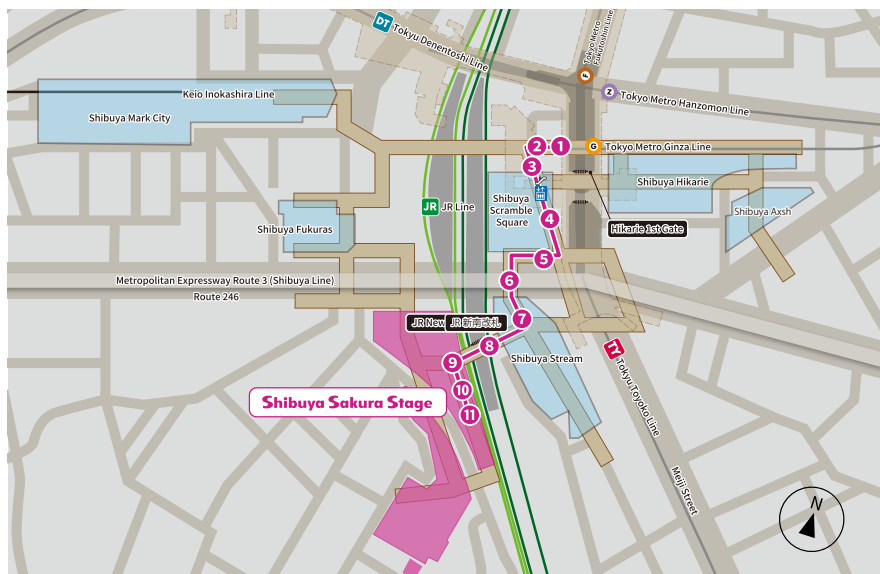 DT
Tokyu Denentoshi Line
Tokyo Metro
Fukutoshin Line
F
Z
Tokyo Metro Hanzomon Line
Keio Inokashira Line
Shibuya Mark City
2
1
G
Tokyo Metro Ginza Line
3
Shibuya Hikarie
JR
JR Line
Shibuya
Scramble
Square
4
Shibuya Axsh
Shibuya Fukuras
Hikarie 1st Gate
5
Metropolitan Expressway Route 3 (Shibuya Line)
6
Route 246
JR New
JR 新南改札
7
8
TY
Tokyu Toyoko Line
Shibuya Stream
9
10
Shibuya Sakura Stage
11
Meiji Street
N